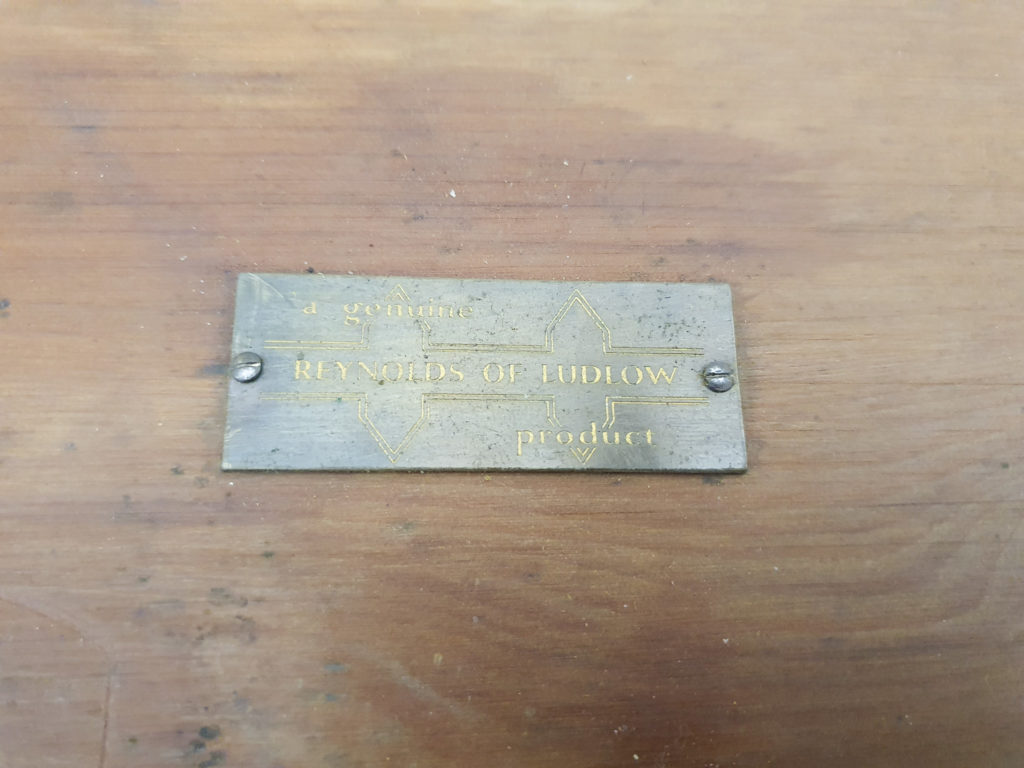 a genuine
REYNOLDS OF LUDLOW
product